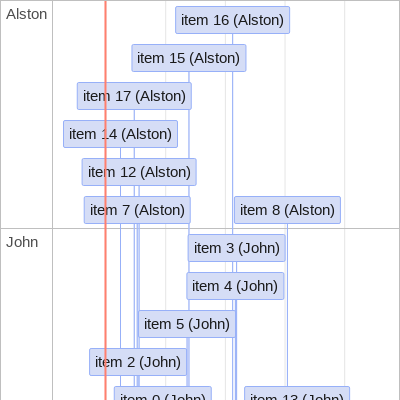 Alston
item 16 (Alston)
item 15 (Alston)
item 17 (Alston)
item 14 (Alston)
item 12 (Alston)
item 7 (Alston)
item 8 (Alston)
John
item 3 (John)
item 4 (John)
item 5 (John)
item 2 (John)
item 0 (John)
item 13 (John)